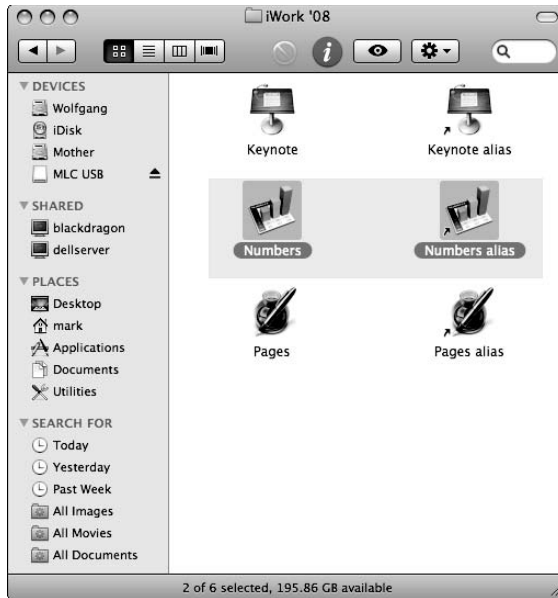 iWork '08
DEVICES
Wolfgang
iDisk
Mother
MLC USB
SHARED
blackdragon
dellserver
PLACES
Desktop
mark
Applications
Documents
Utilities
SEARCH FOR
Today
Yesterday
Past Week
All Images
All Movies
All Documents
Keynote
Keynote alias
Numbers
Numbers alias
Pages
Pages alias
2 of 6 selected, 195.86 GB available